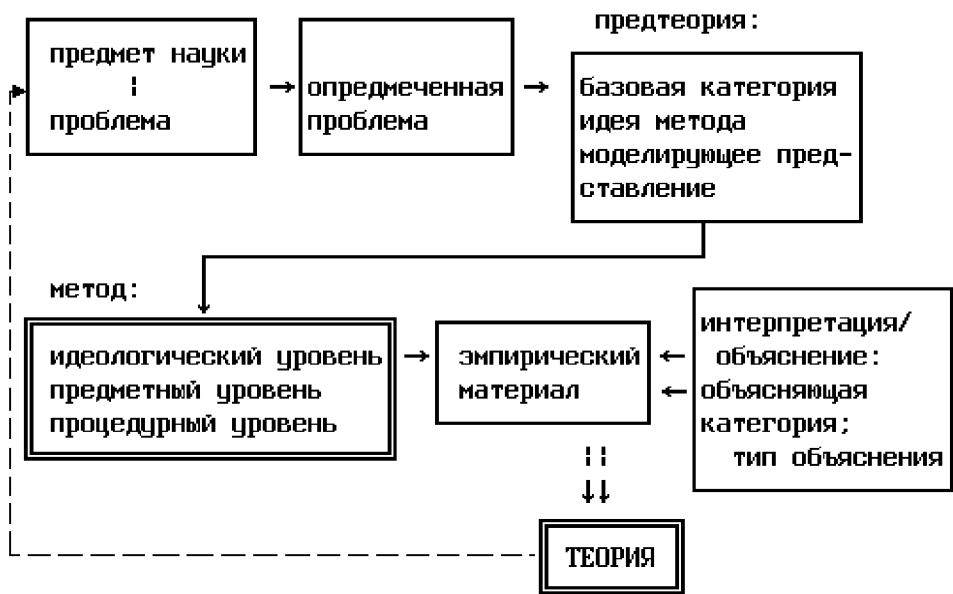 предтеория:
предмет науки
проблема
опредмеченная
проблема
базовая категория
идея метода
моделирующее пред-
ставление
метод:
идеологический уровень
предметный уровень
процедурный уровень
эмпирический
материал
интерпретация/
объяснение:
объясняющая
категория;
тип объяснения
ТЕОРИЯ